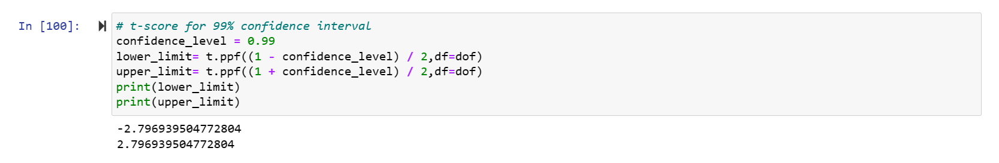 In [100]:
# t-score for 99% confidence interval
confidence_level = 0.99
lower_limit= t.ppf((1 - confidence_level) / 2,df=dof)
upper_limit= t.ppf((1 + confidence_level) / 2,df=dof)
print(lower_limit)
print(upper_limit)
-2.796939504772804
2.796939504772804